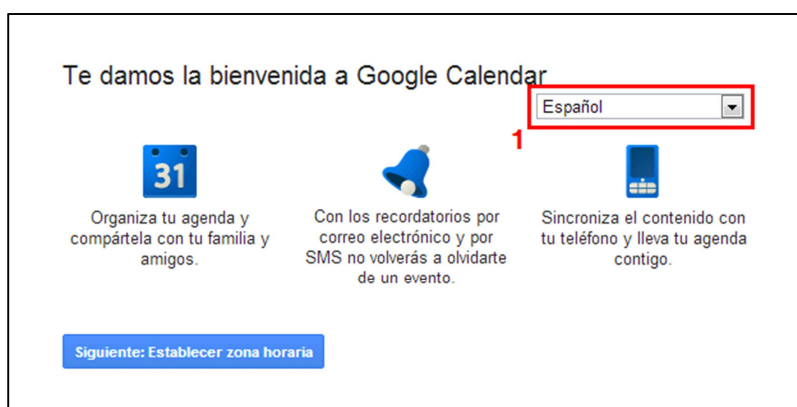 Te damos la bienvenida a Google Calendar
Español
1
31
Organiza tu agenda y
compártela con tu familia y
amigos.
Con los recordatorios por
correo electrónico y por
SMS no volverás a olvidarte
de un evento.
Sincroniza el contenido con
tu teléfono y lleva tu agenda
contigo.
Siguiente: Establecer zona horaria